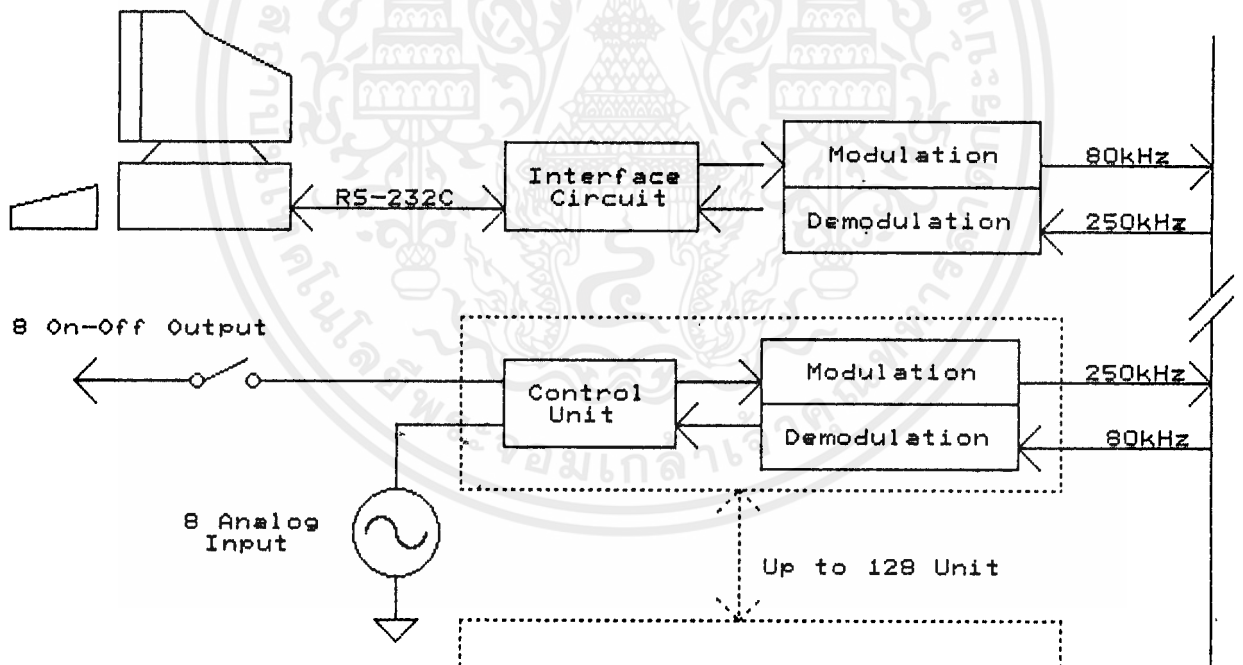 Modulation
80kHz
Interface
Circuit
RS-232C
Demodulation
250kHz
8 On-Off Output
Modulation
250kHz
Control
Unit
Demodulation
80kHz
8 Analog
Input
Up to 128 Unit